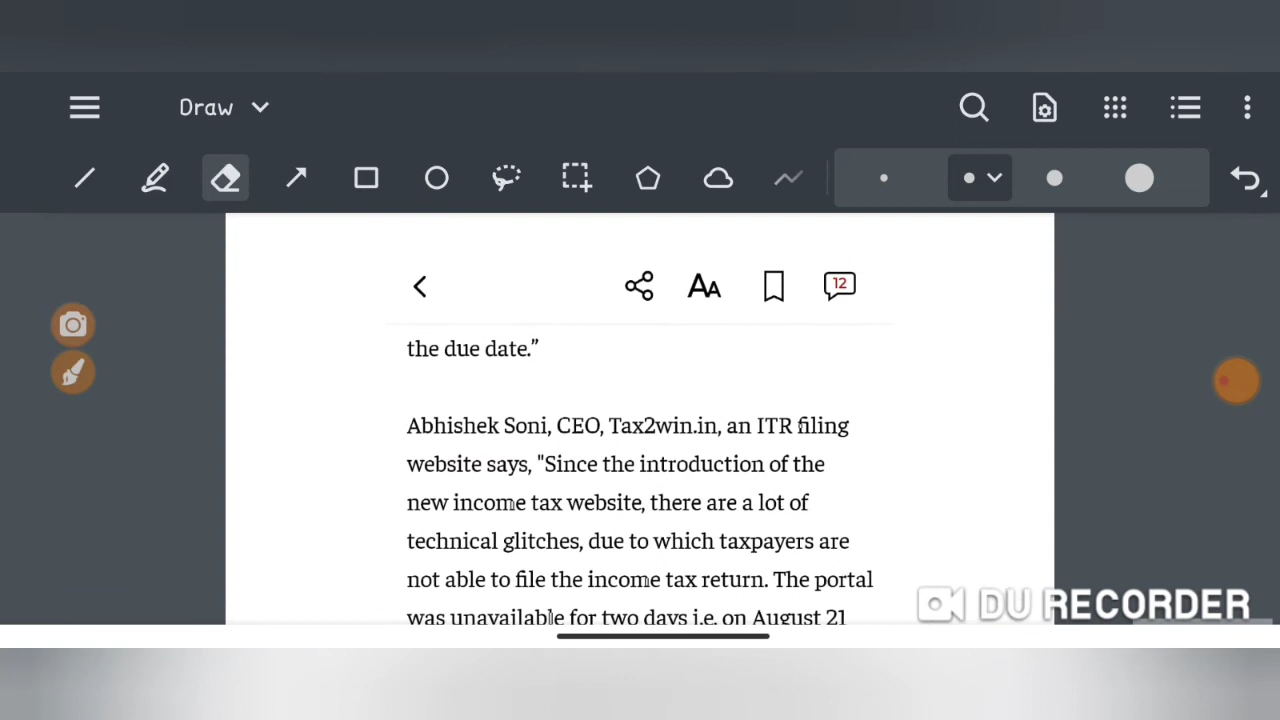 Draw
AA
12
the due date.”
Abhishek Soni, CEO, Tax2win.in, an ITR filing
website says, "Since the introduction of the
new income tax website, there are a lot of
technical glitches, due to which taxpayers are
not able to file the income tax return. The portal
was unavailable for two days i.e. on August 21
DU RECORDER